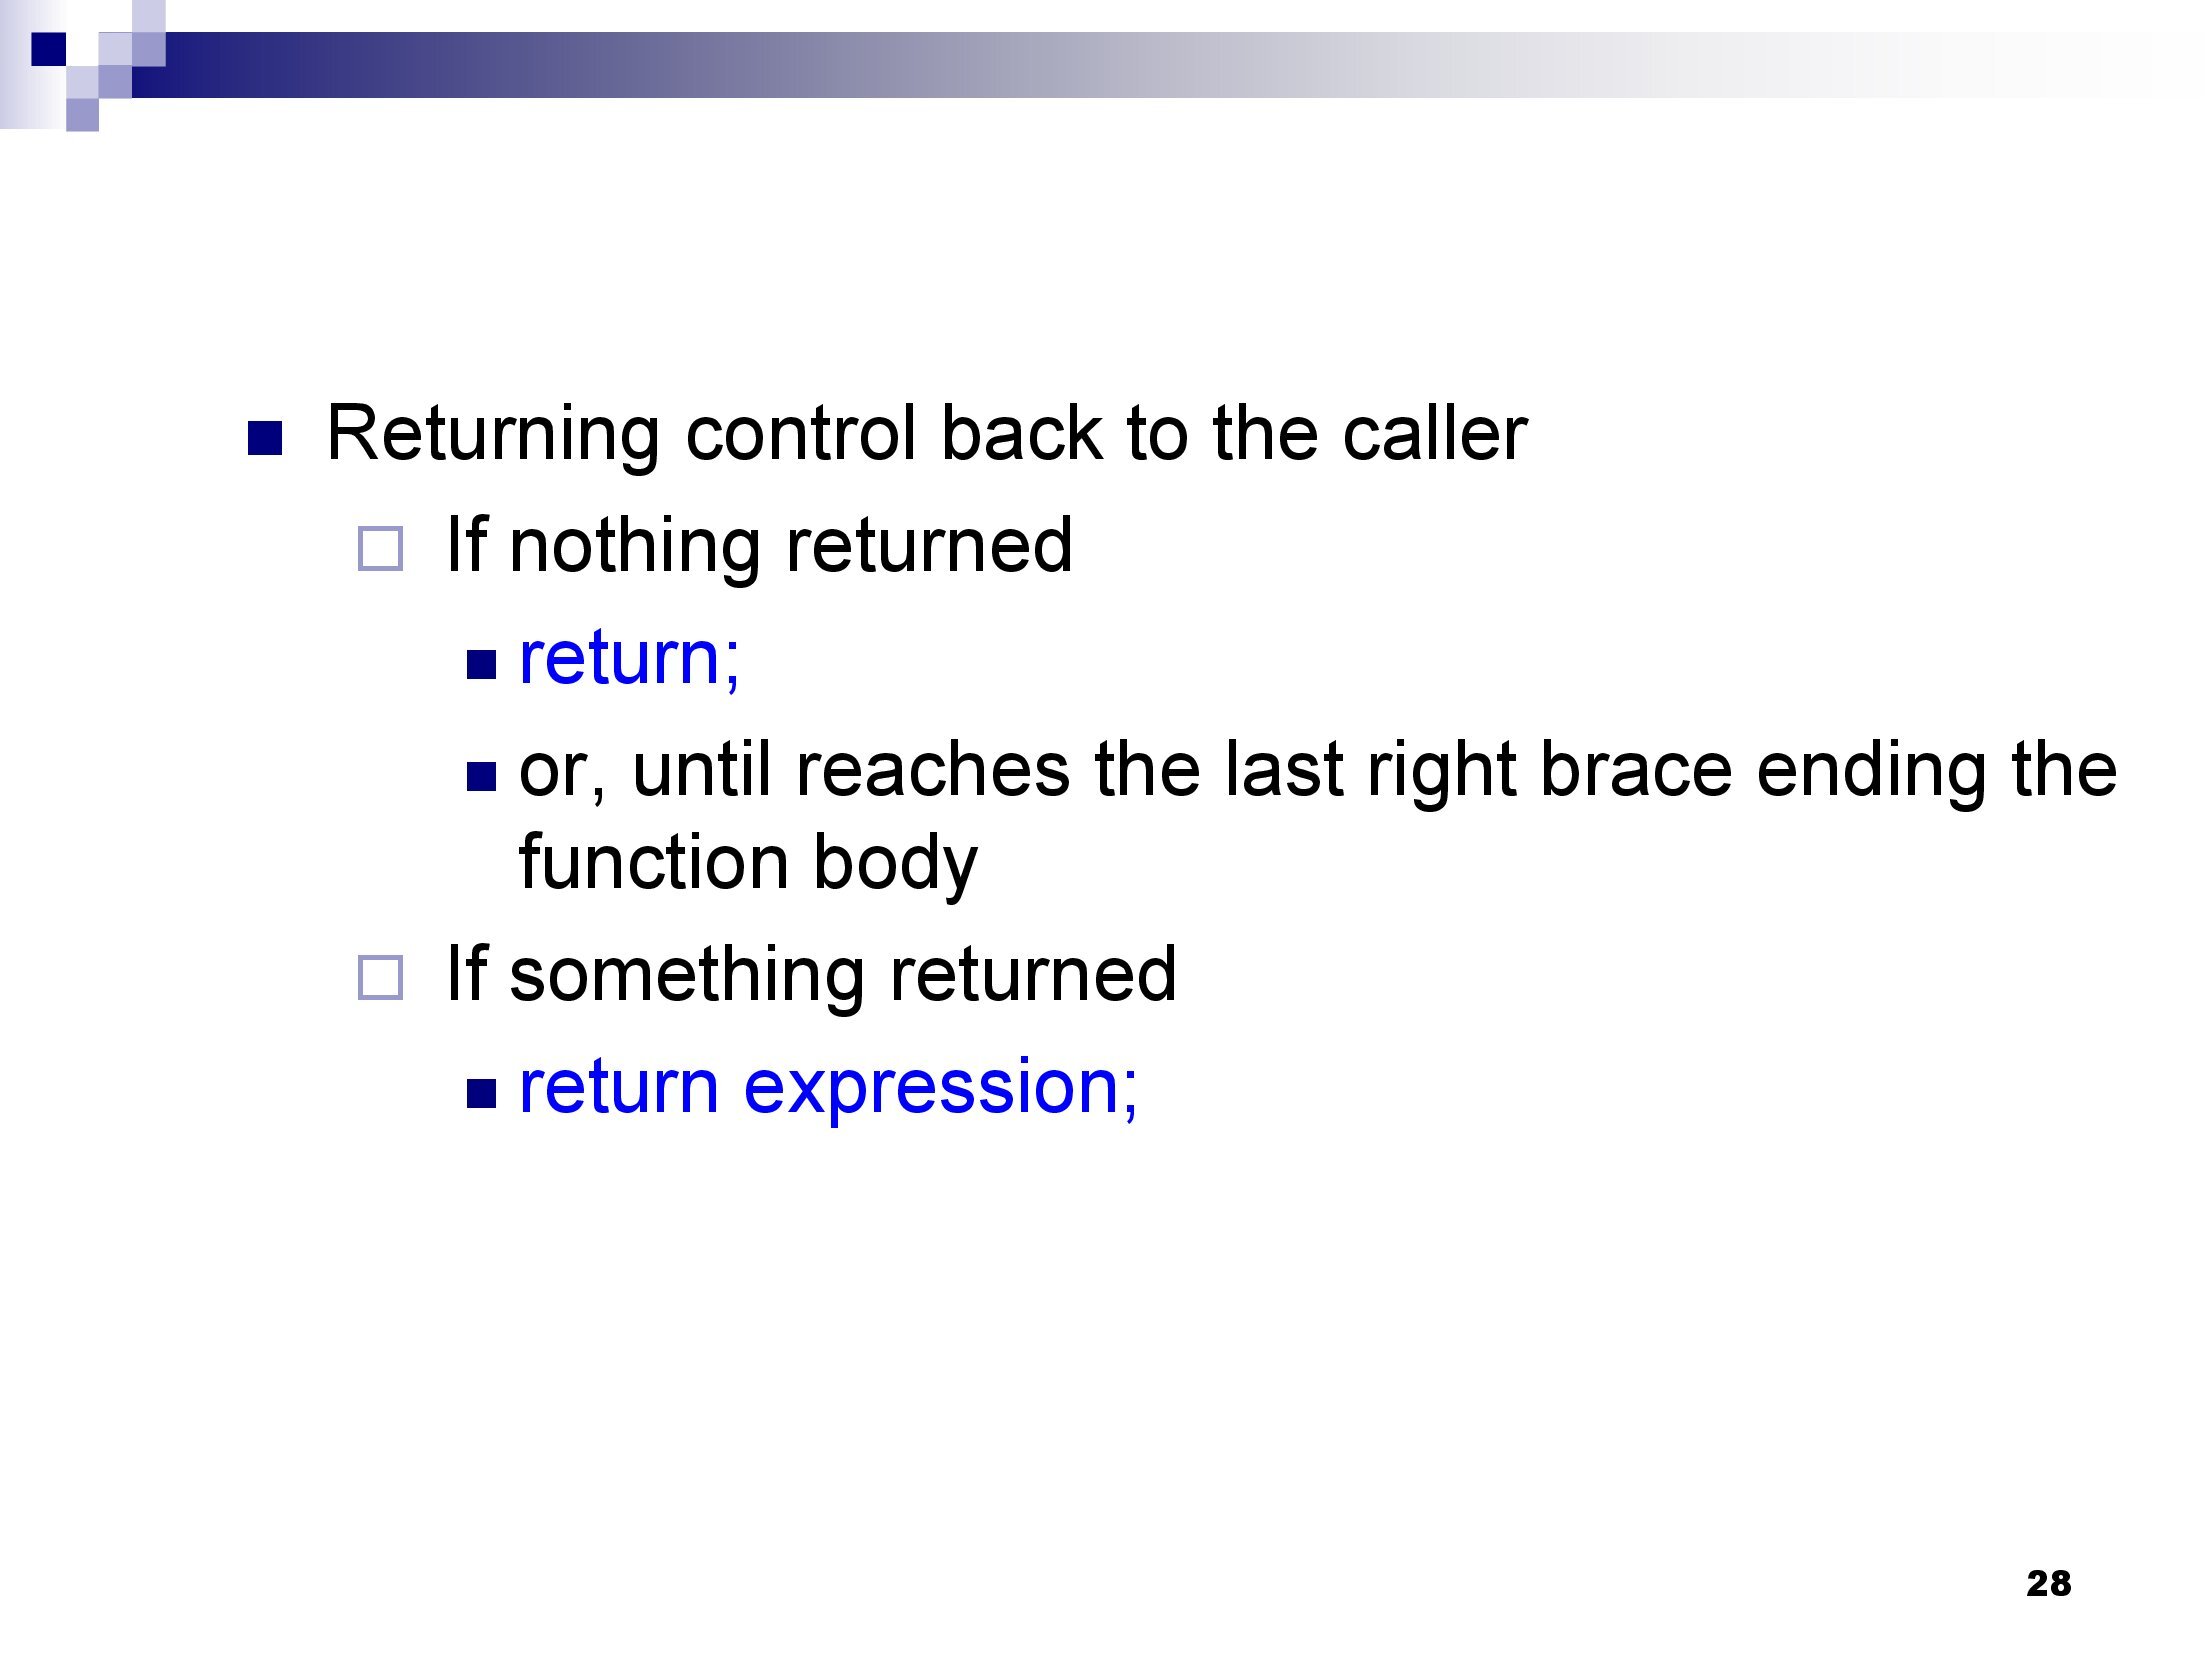 Returning control back to the caller
If nothing returned
return;
or, until reaches the last right brace ending the
function body
If something returned
return expression;
28